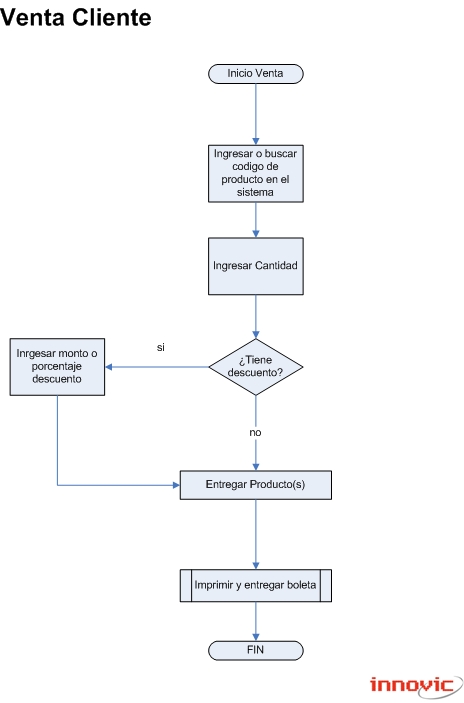 Venta Cliente
Inicio Venta
Ingresar o buscar
codigo de
producto en el
sistema
Ingresar Cantidad
¿Tiene
descuento?
si
Inrgesar monto o
porcentaje
descuento
no
Entregar Producto(s)
Imprimir y entregar boleta
FIN
innovic